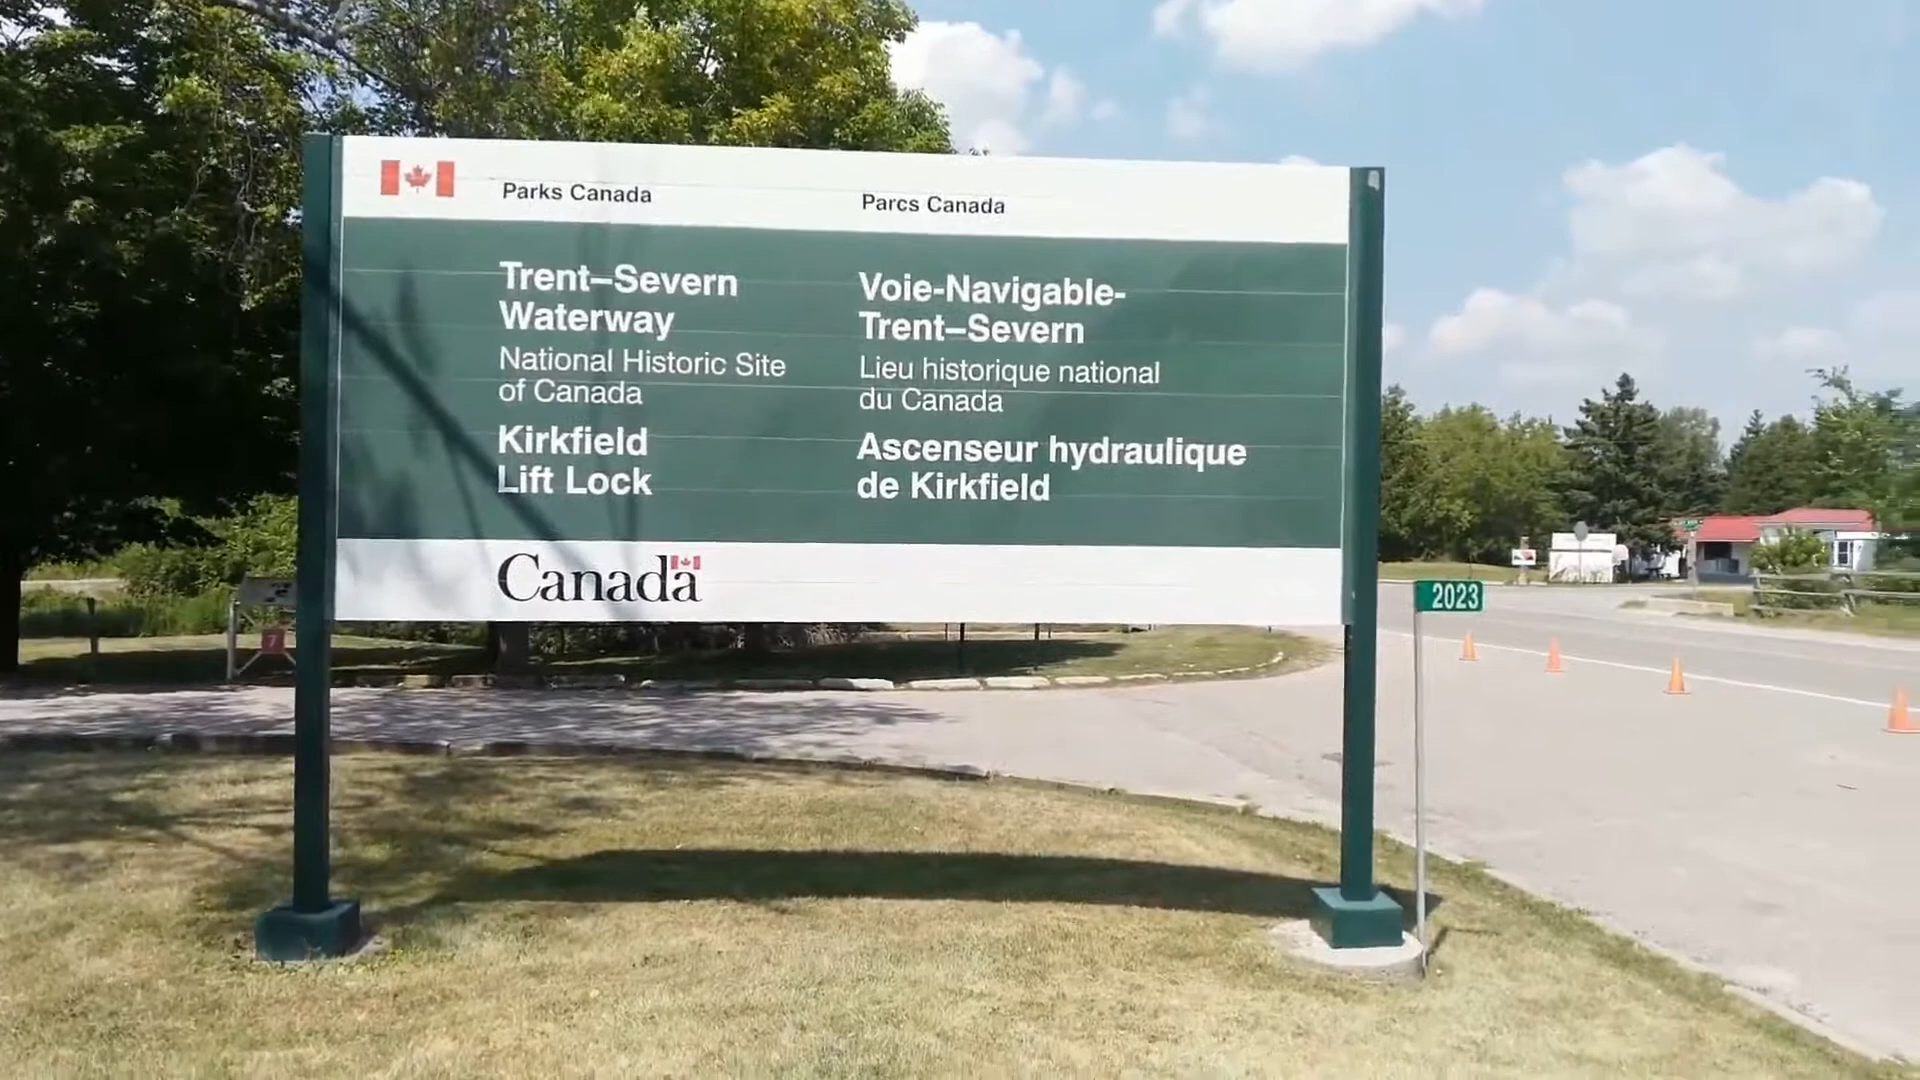 Parks Canada
Parcs Canada
Trent–Severn
Waterway
National Historic Site
of Canada
Kirkfield
Lift Lock
Voie-Navigable-
Trent–Severn
Lieu historique national
du Canada
Ascenseur hydraulique
de Kirkfield
Canada
2023
7